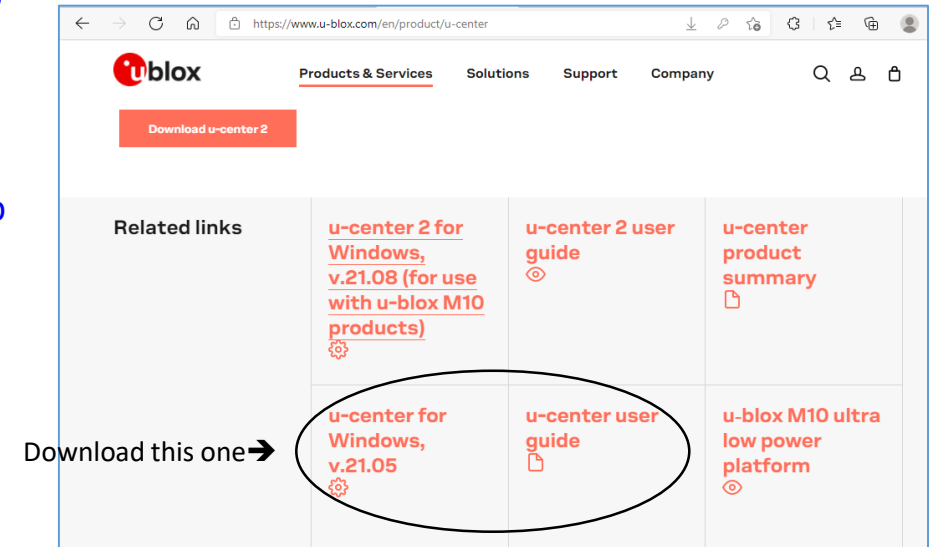 https://www.u-blox.com/en/product/u-center
ublox
Products & Services Solutions Support Company
Download u-center 2
Related links
u-center 2 for
Windows,
v.21.08 (for use
with u-blox M10
products)
u-center 2 user
guide
u-center
product
summary
Download this one➔
u-center for
Windows,
v.21.05
u-center user
guide
u-blox M10 ultra
low power
platform